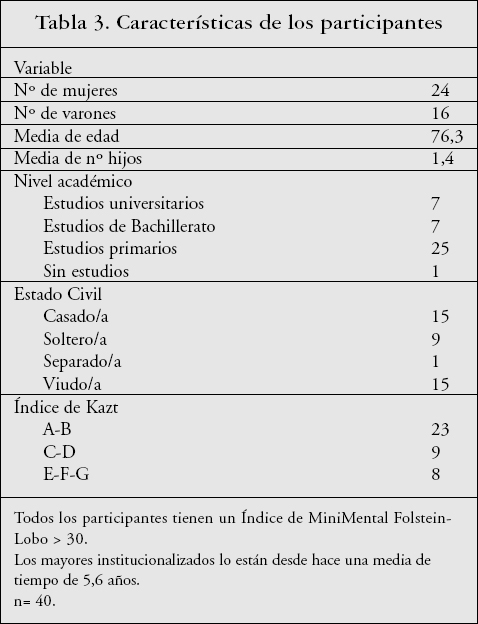 Tabla 3. Características de los participantes
Variable
Nº de mujeres 24
Nº de varones 16
Media de edad 76,3
Media de nº hijos 1,4
Nivel académico
Estudios universitarios 7
Estudios de Bachillerato 7
Estudios primarios 25
Sin estudios 1
Estado Civil
Casado/a 15
Soltero/a 9
Separado/a 1
Viudo/a 15
Índice de Kazt
A-B 23
C-D 9
E-F-G 8
Todos los participantes tienen un Índice de MiniMental Folstein-
Lobo > 30.
Los mayores institucionalizados lo están desde hace una media de
tiempo de 5,6 años.
n= 40.